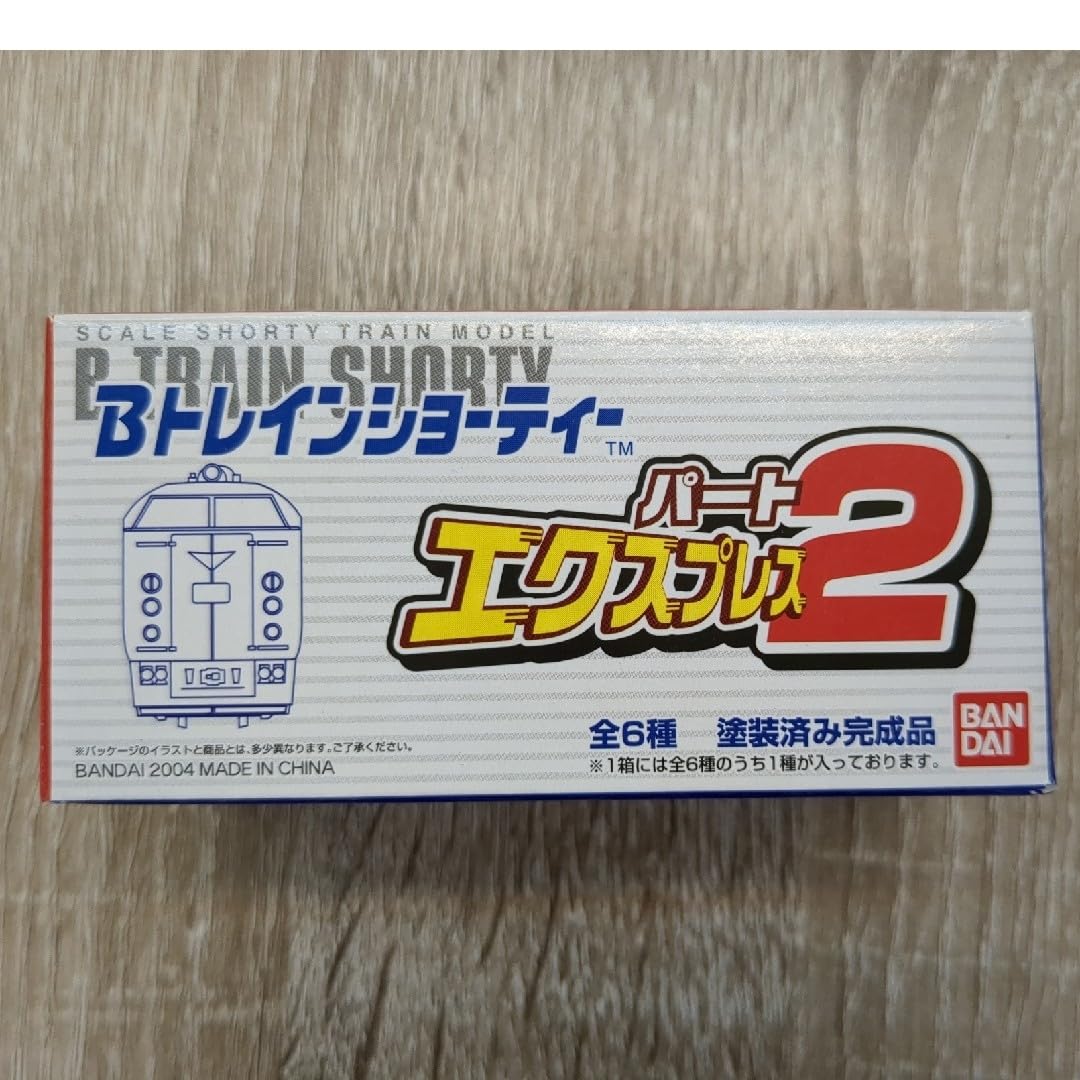 SCALE SHORTY TRAIN MODEL
B TRAIN SHORTY
Bトレインショーティー™
パート2
エクスプレス
全6種 塗装済み完成品
※1箱には全6種のうち1種が入っております。
BAN
DAI
※パッケージのイラストと商品とは、多少異なります。ご了承ください。
BANDAI 2004 MADE IN CHINA